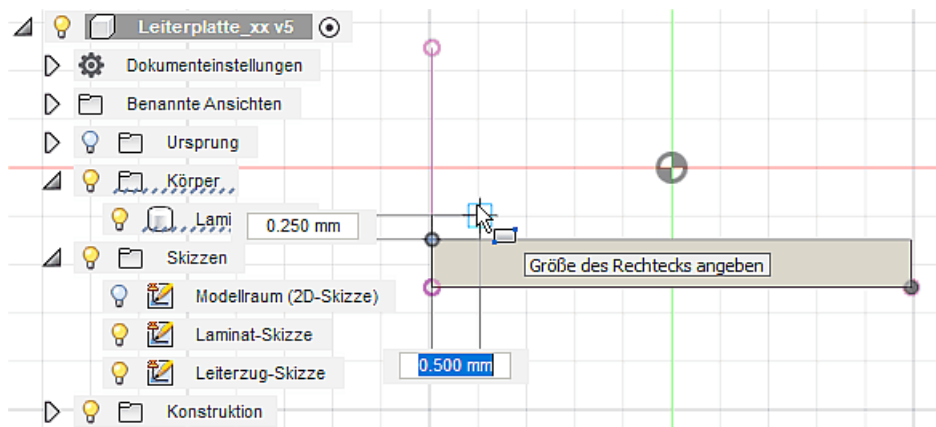 Leiterplatte_xx v5
Dokumenteinstellungen
Benannte Ansichten
Ursprung
Körper
Lami
0.250 mm
Skizzen
Größe des Rechtecks angeben
Modellraum (2D-Skizze)
Laminat-Skizze
Leiterzug-Skizze
0.500 mm
Konstruktion